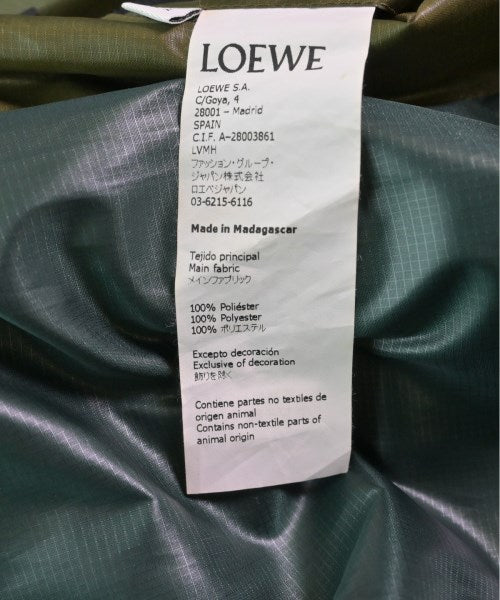 LOEWE
LOEWE S.A.
C/Goya, 4
28001 – Madrid
SPAIN
C.I.F. A-28003861
LVMH
ファッション・グループ・
ジャパン株式会社
ロエベジャパン
03-6215-6116
Made in Madagascar
Tejido principal
Main fabric
メインファブリック
100% Poliéster
100% Polyester
100% ポリエステル
Excepto decoración
Exclusive of decoration
飾りを除く
Contiene partes no textiles de
origen animal
Contains non-textile parts of
animal origin